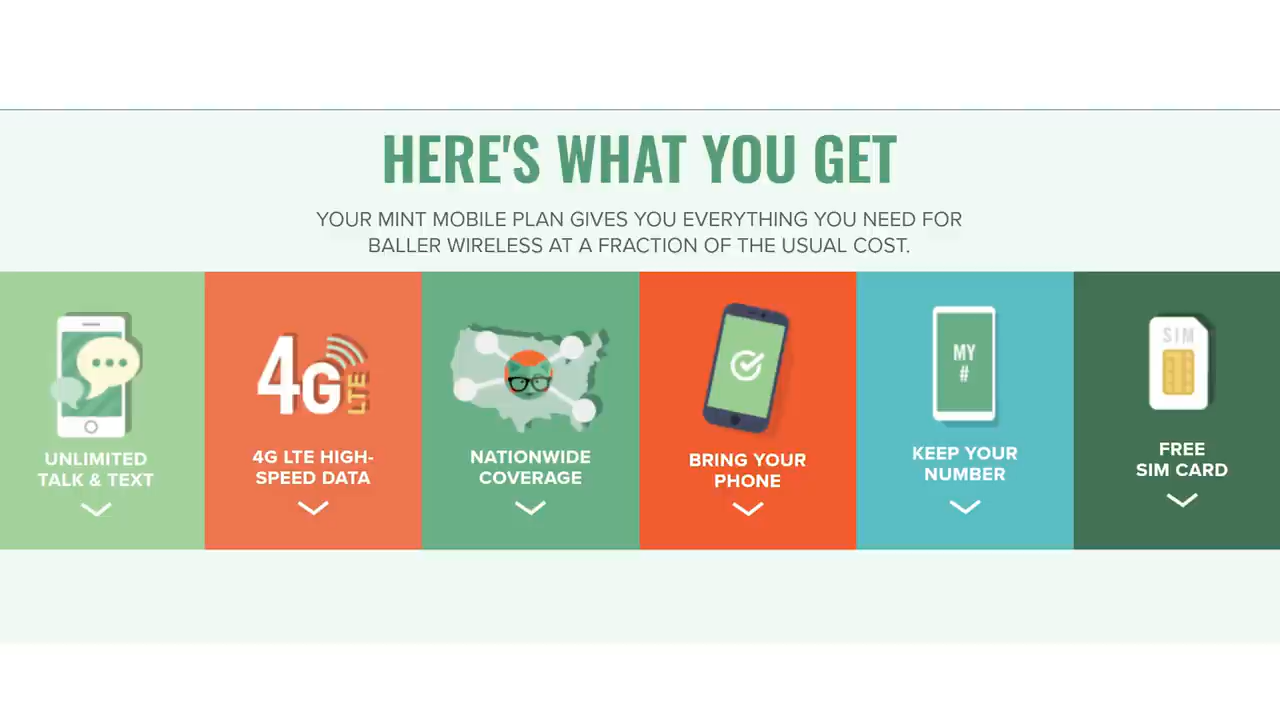 HERE'S WHAT YOU GET
YOUR MINT MOBILE PLAN GIVES YOU EVERYTHING YOU NEED FOR
BALLER WIRELESS AT A FRACTION OF THE USUAL COST.
UNLIMITED
TALK & TEXT
4G LTE
4G LTE HIGH-
SPEED DATA
NATIONWIDE
COVERAGE
BRING YOUR
PHONE
MY
#
KEEP YOUR
NUMBER
SIM
FREE
SIM CARD